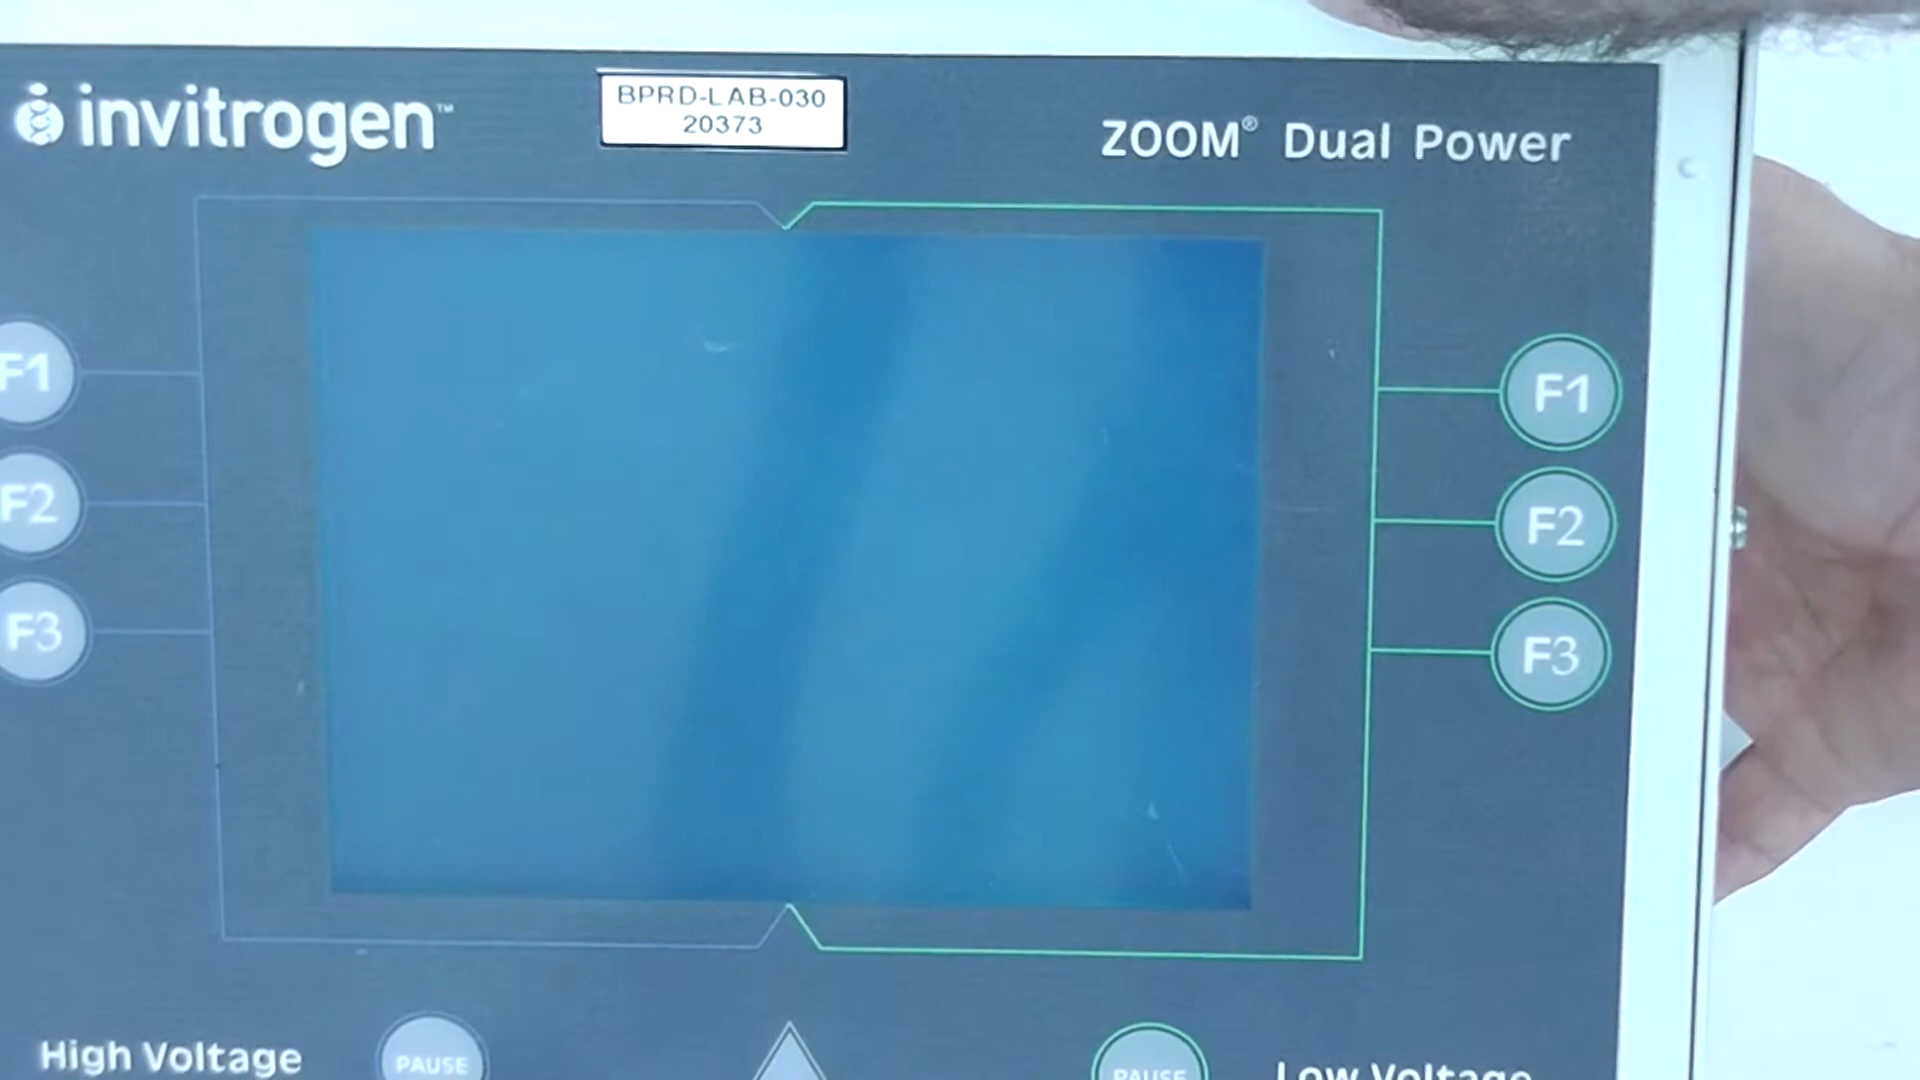 invitrogen™
BPRD-LAB-030
20373
ZOOM® Dual Power
F1
F2
F3
F1
F2
F3
High Voltage
PAUSE
PAUSE
Low Voltage